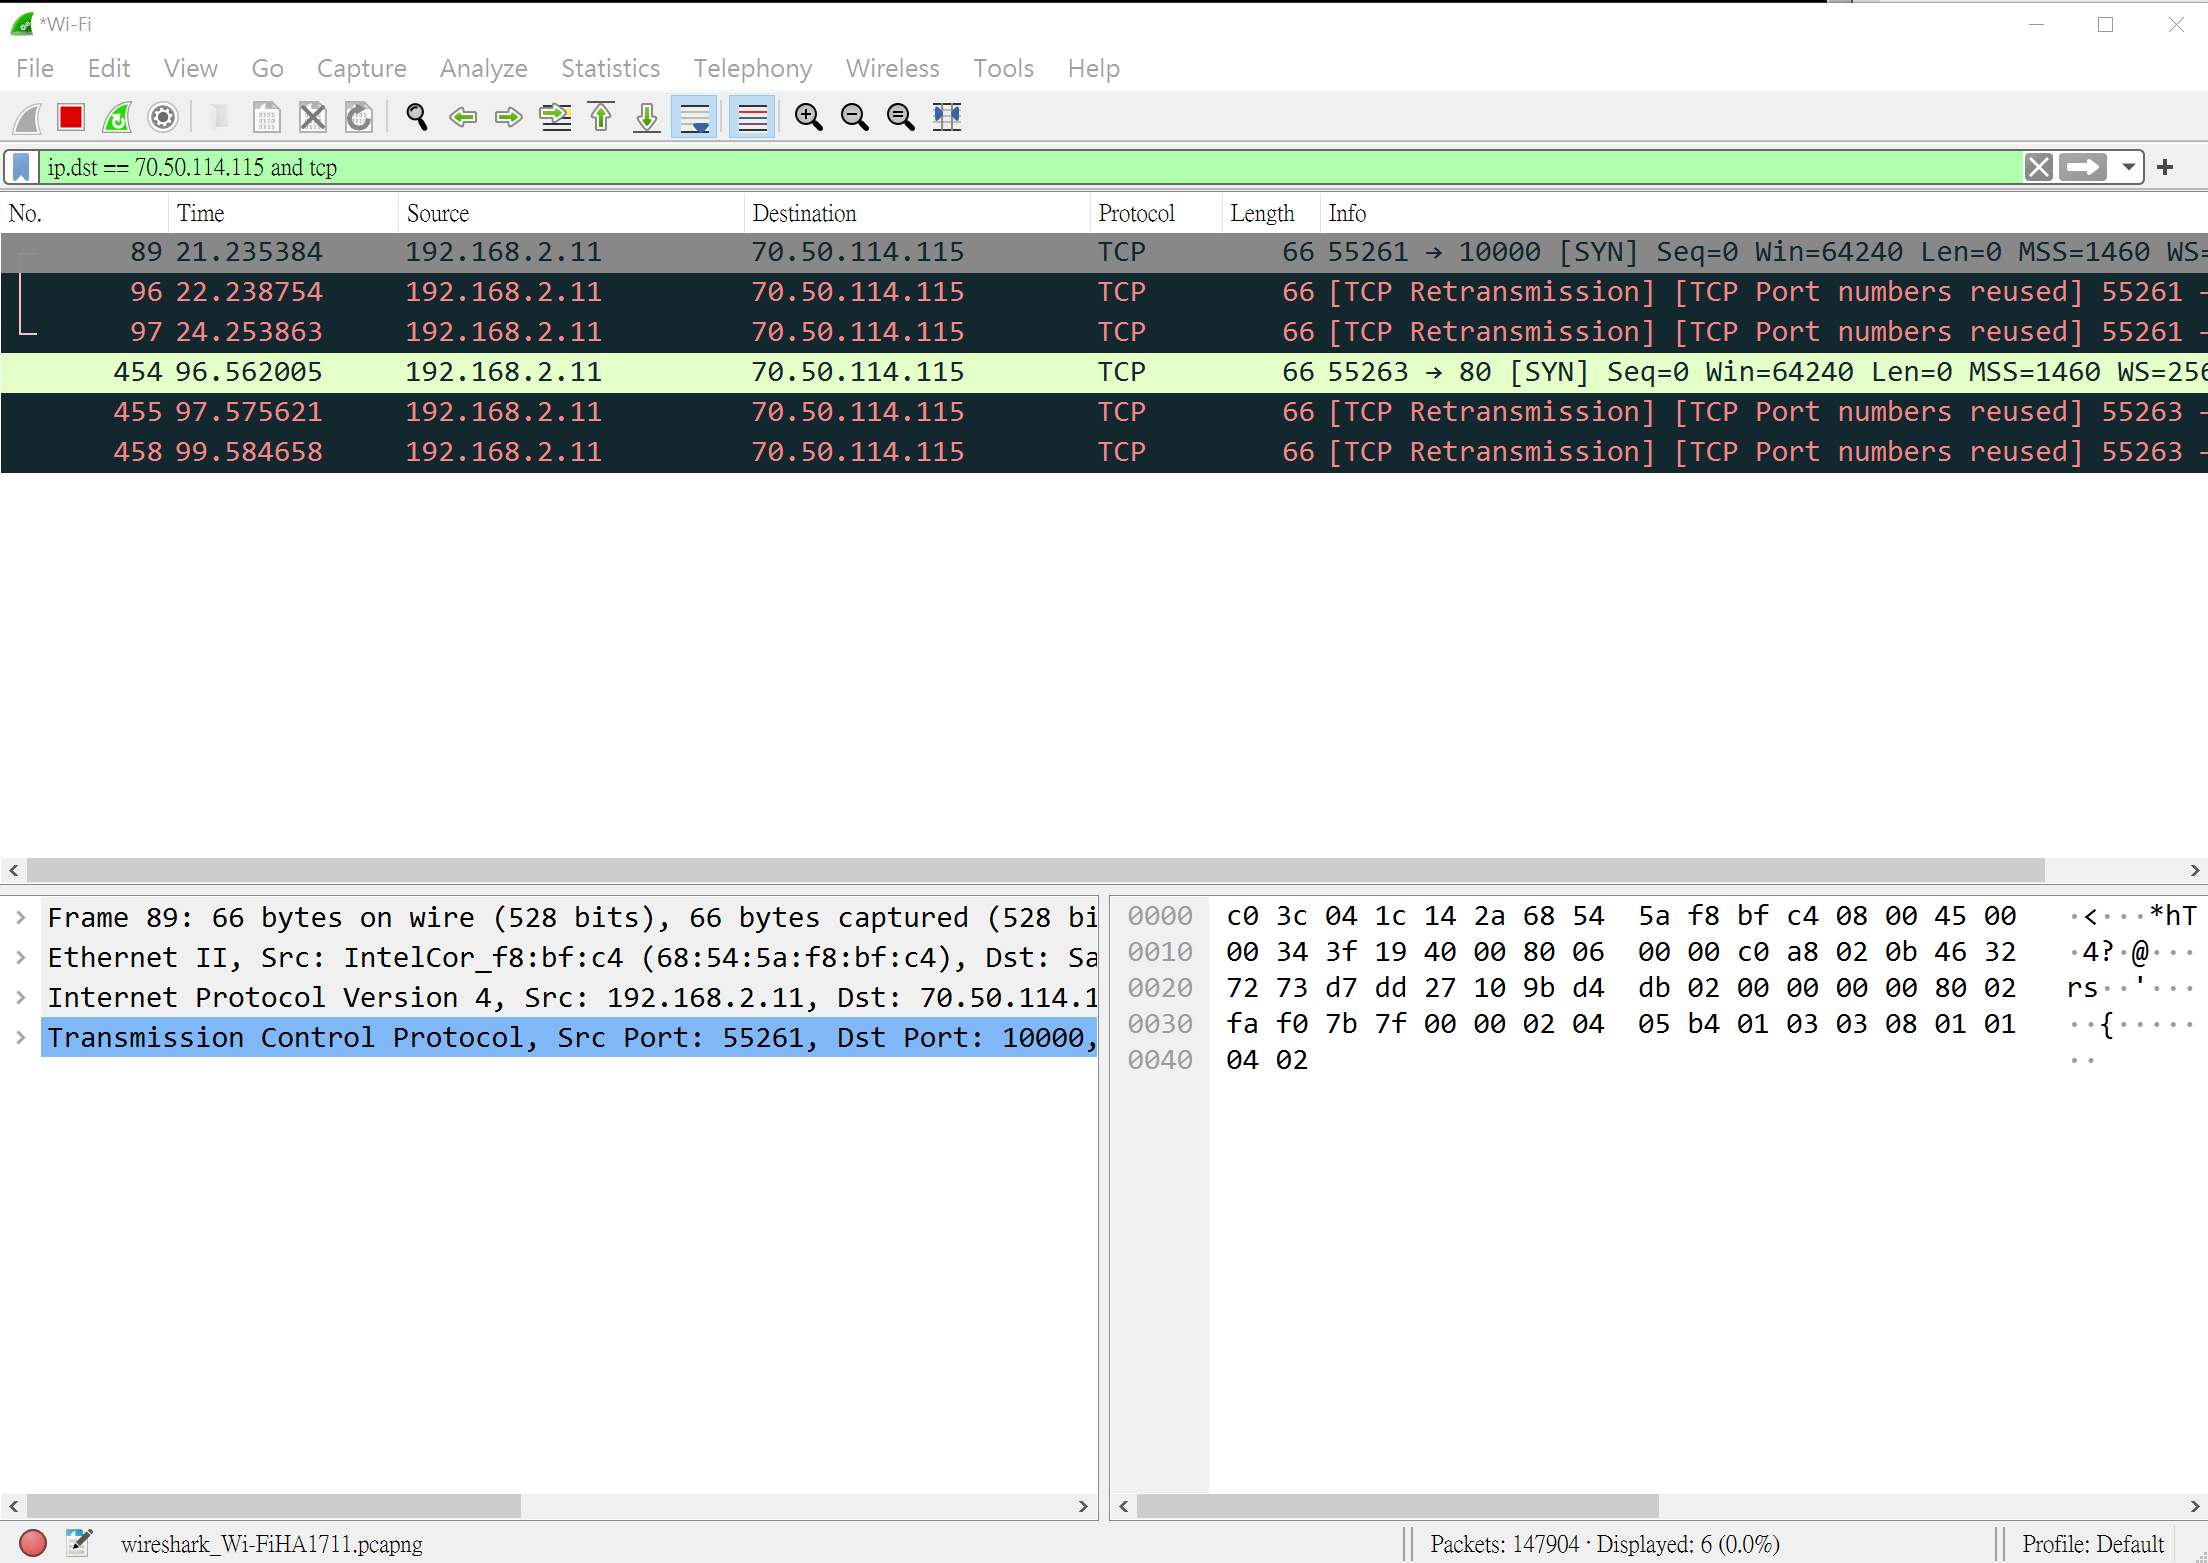 *Wi-Fi
File Edit View Go Capture Analyze Statistics Telephony Wireless Tools Help
ip.dst == 70.50.114.115 and tcp
No. Time Source Destination Protocol Length Info
89 21.235384 192.168.2.11 70.50.114.115 TCP 66 55261 → 10000 [SYN] Seq=0 Win=64240 Len=0 MSS=1460 WS=
96 22.238754 192.168.2.11 70.50.114.115 TCP 66 [TCP Retransmission] [TCP Port numbers reused] 55261
97 24.253863 192.168.2.11 70.50.114.115 TCP 66 [TCP Retransmission] [TCP Port numbers reused] 55261
454 96.562005 192.168.2.11 70.50.114.115 TCP 66 55263 → 80 [SYN] Seq=0 Win=64240 Len=0 MSS=1460 WS=256
455 97.575621 192.168.2.11 70.50.114.115 TCP 66 [TCP Retransmission] [TCP Port numbers reused] 55263
458 99.584658 192.168.2.11 70.50.114.115 TCP 66 [TCP Retransmission] [TCP Port numbers reused] 55263
Frame 89: 66 bytes on wire (528 bits), 66 bytes captured (528 bi
Ethernet II, Src: IntelCor_f8:bf:c4 (68:54:5a:f8:bf:c4), Dst: Sa
Internet Protocol Version 4, Src: 192.168.2.11, Dst: 70.50.114.1
Transmission Control Protocol, Src Port: 55261, Dst Port: 10000,
0000 c0 3c 04 1c 14 2a 68 54 5a f8 bf c4 08 00 45 00 ·<···*hT
0010 00 34 3f 19 40 00 80 06 00 00 c0 a8 02 0b 46 32 ·4?·@···
0020 72 73 d7 dd 27 10 9b d4 db 02 00 00 00 00 80 02 rs··'···
0030 fa f0 7b 7f 00 00 02 04 05 b4 01 03 03 08 01 01 ··{·····
0040 04 02 ··
wireshark_Wi-FiHA1711.pcapng Packets: 147904 · Displayed: 6 (0.0%) Profile: Default